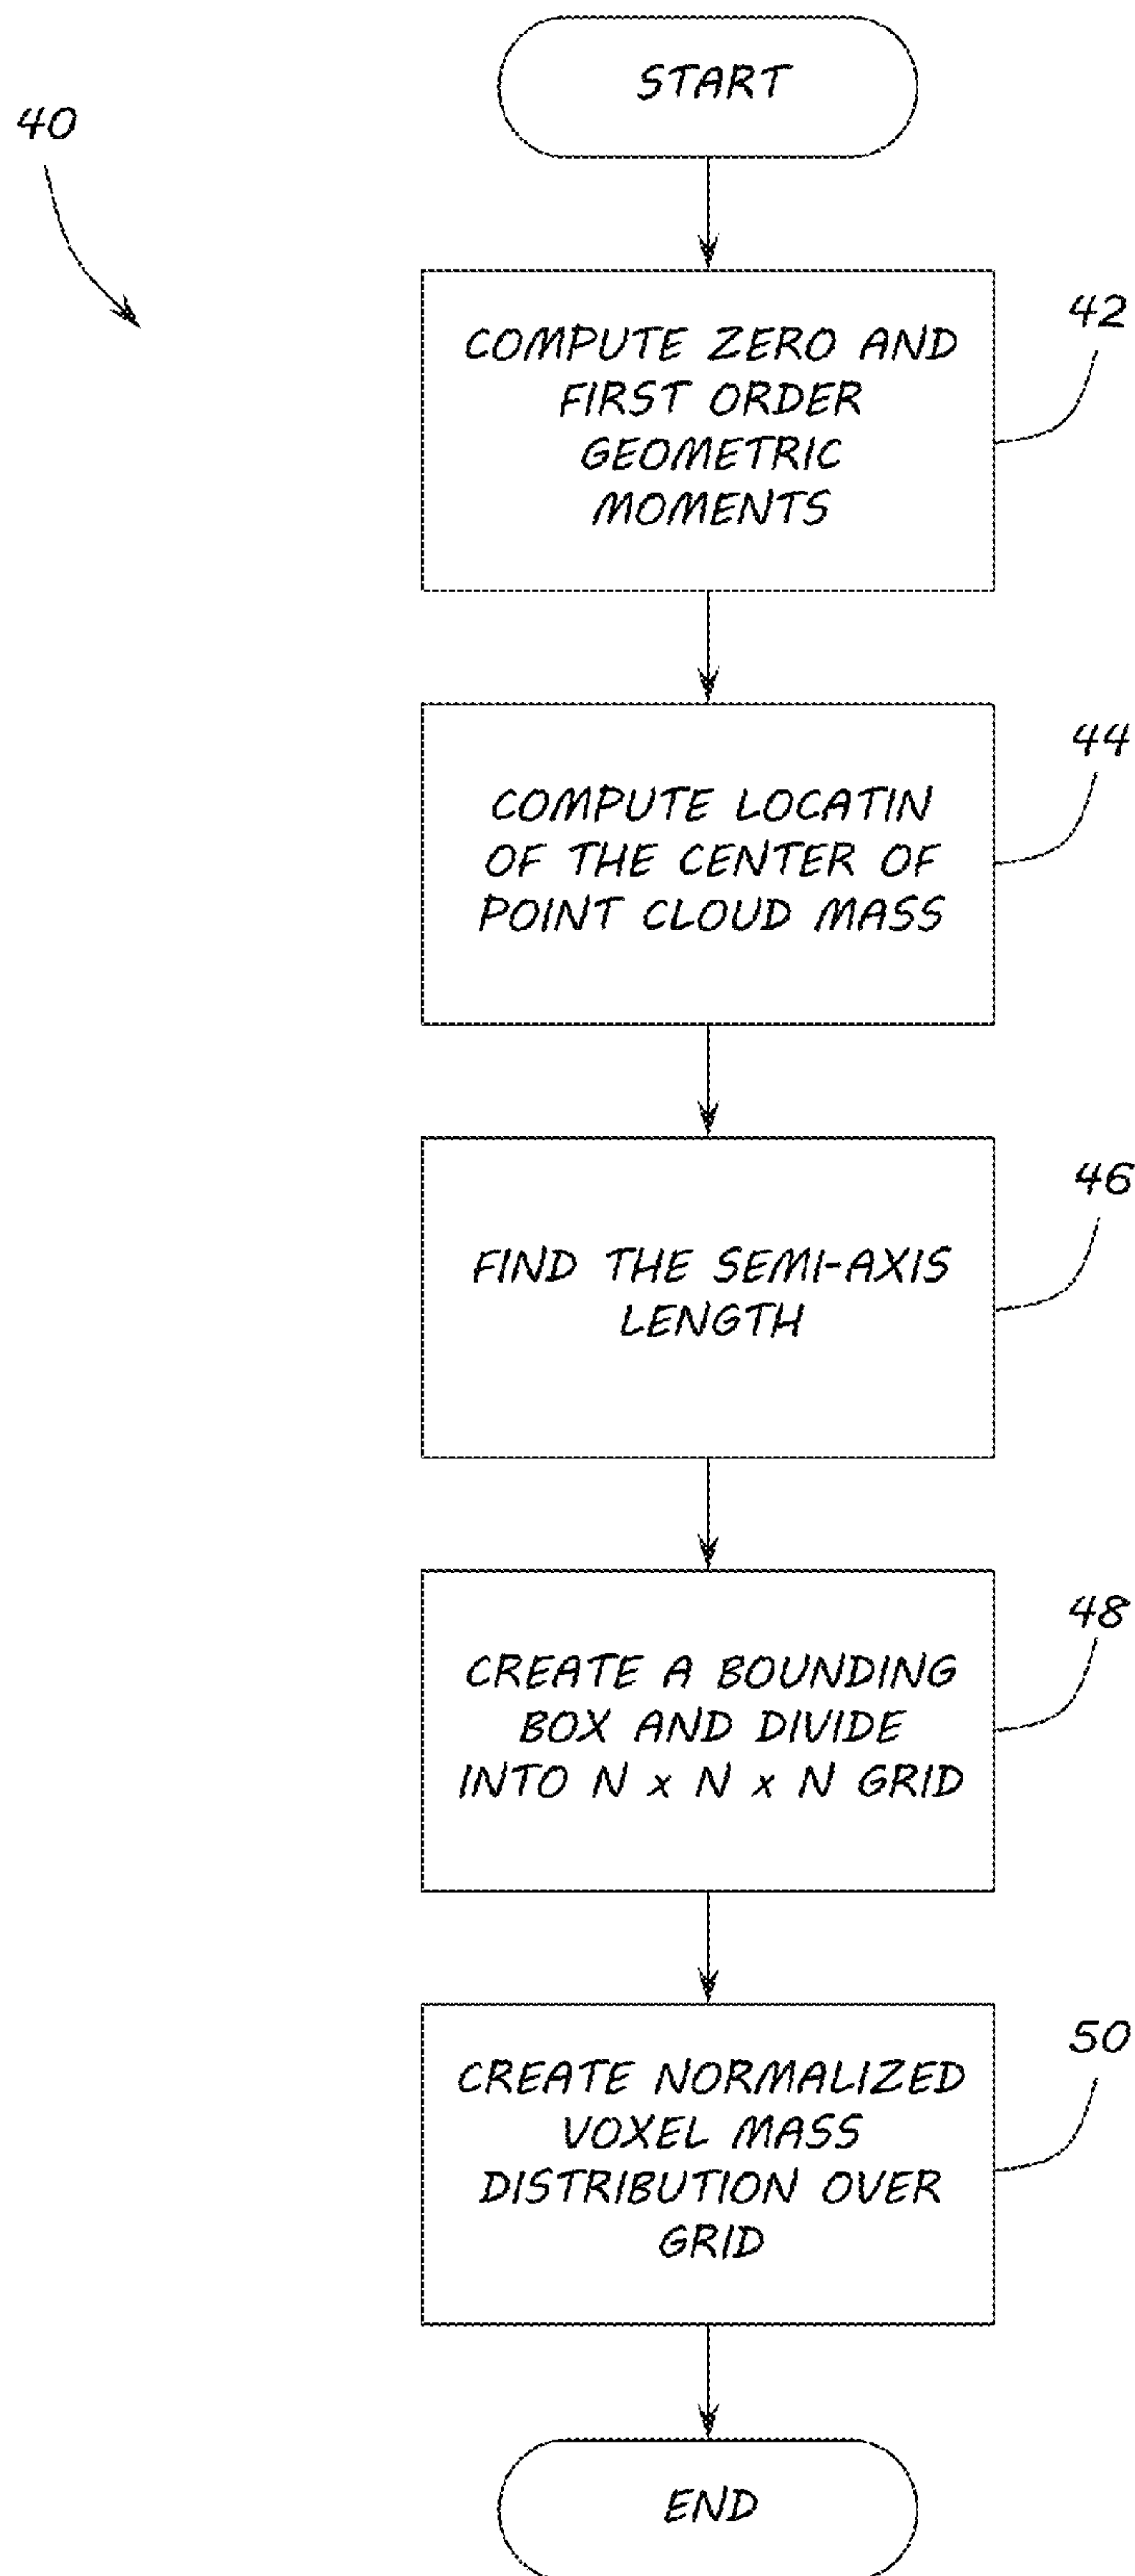 START
40
42
COMPUTE ZERO AND
FIRST ORDER
GEOMETRIC
MOMENTS
44
COMPUTE LOCATIN
OF THE CENTER OF
POINT CLOUD MASS
46
FIND THE SEMI-AXIS
LENGTH
48
CREATE A BOUNDING
BOX AND DIVIDE
INTO N x N x N GRID
50
CREATE NORMALIZED
VOXEL MASS
DISTRIBUTION OVER
GRID
END